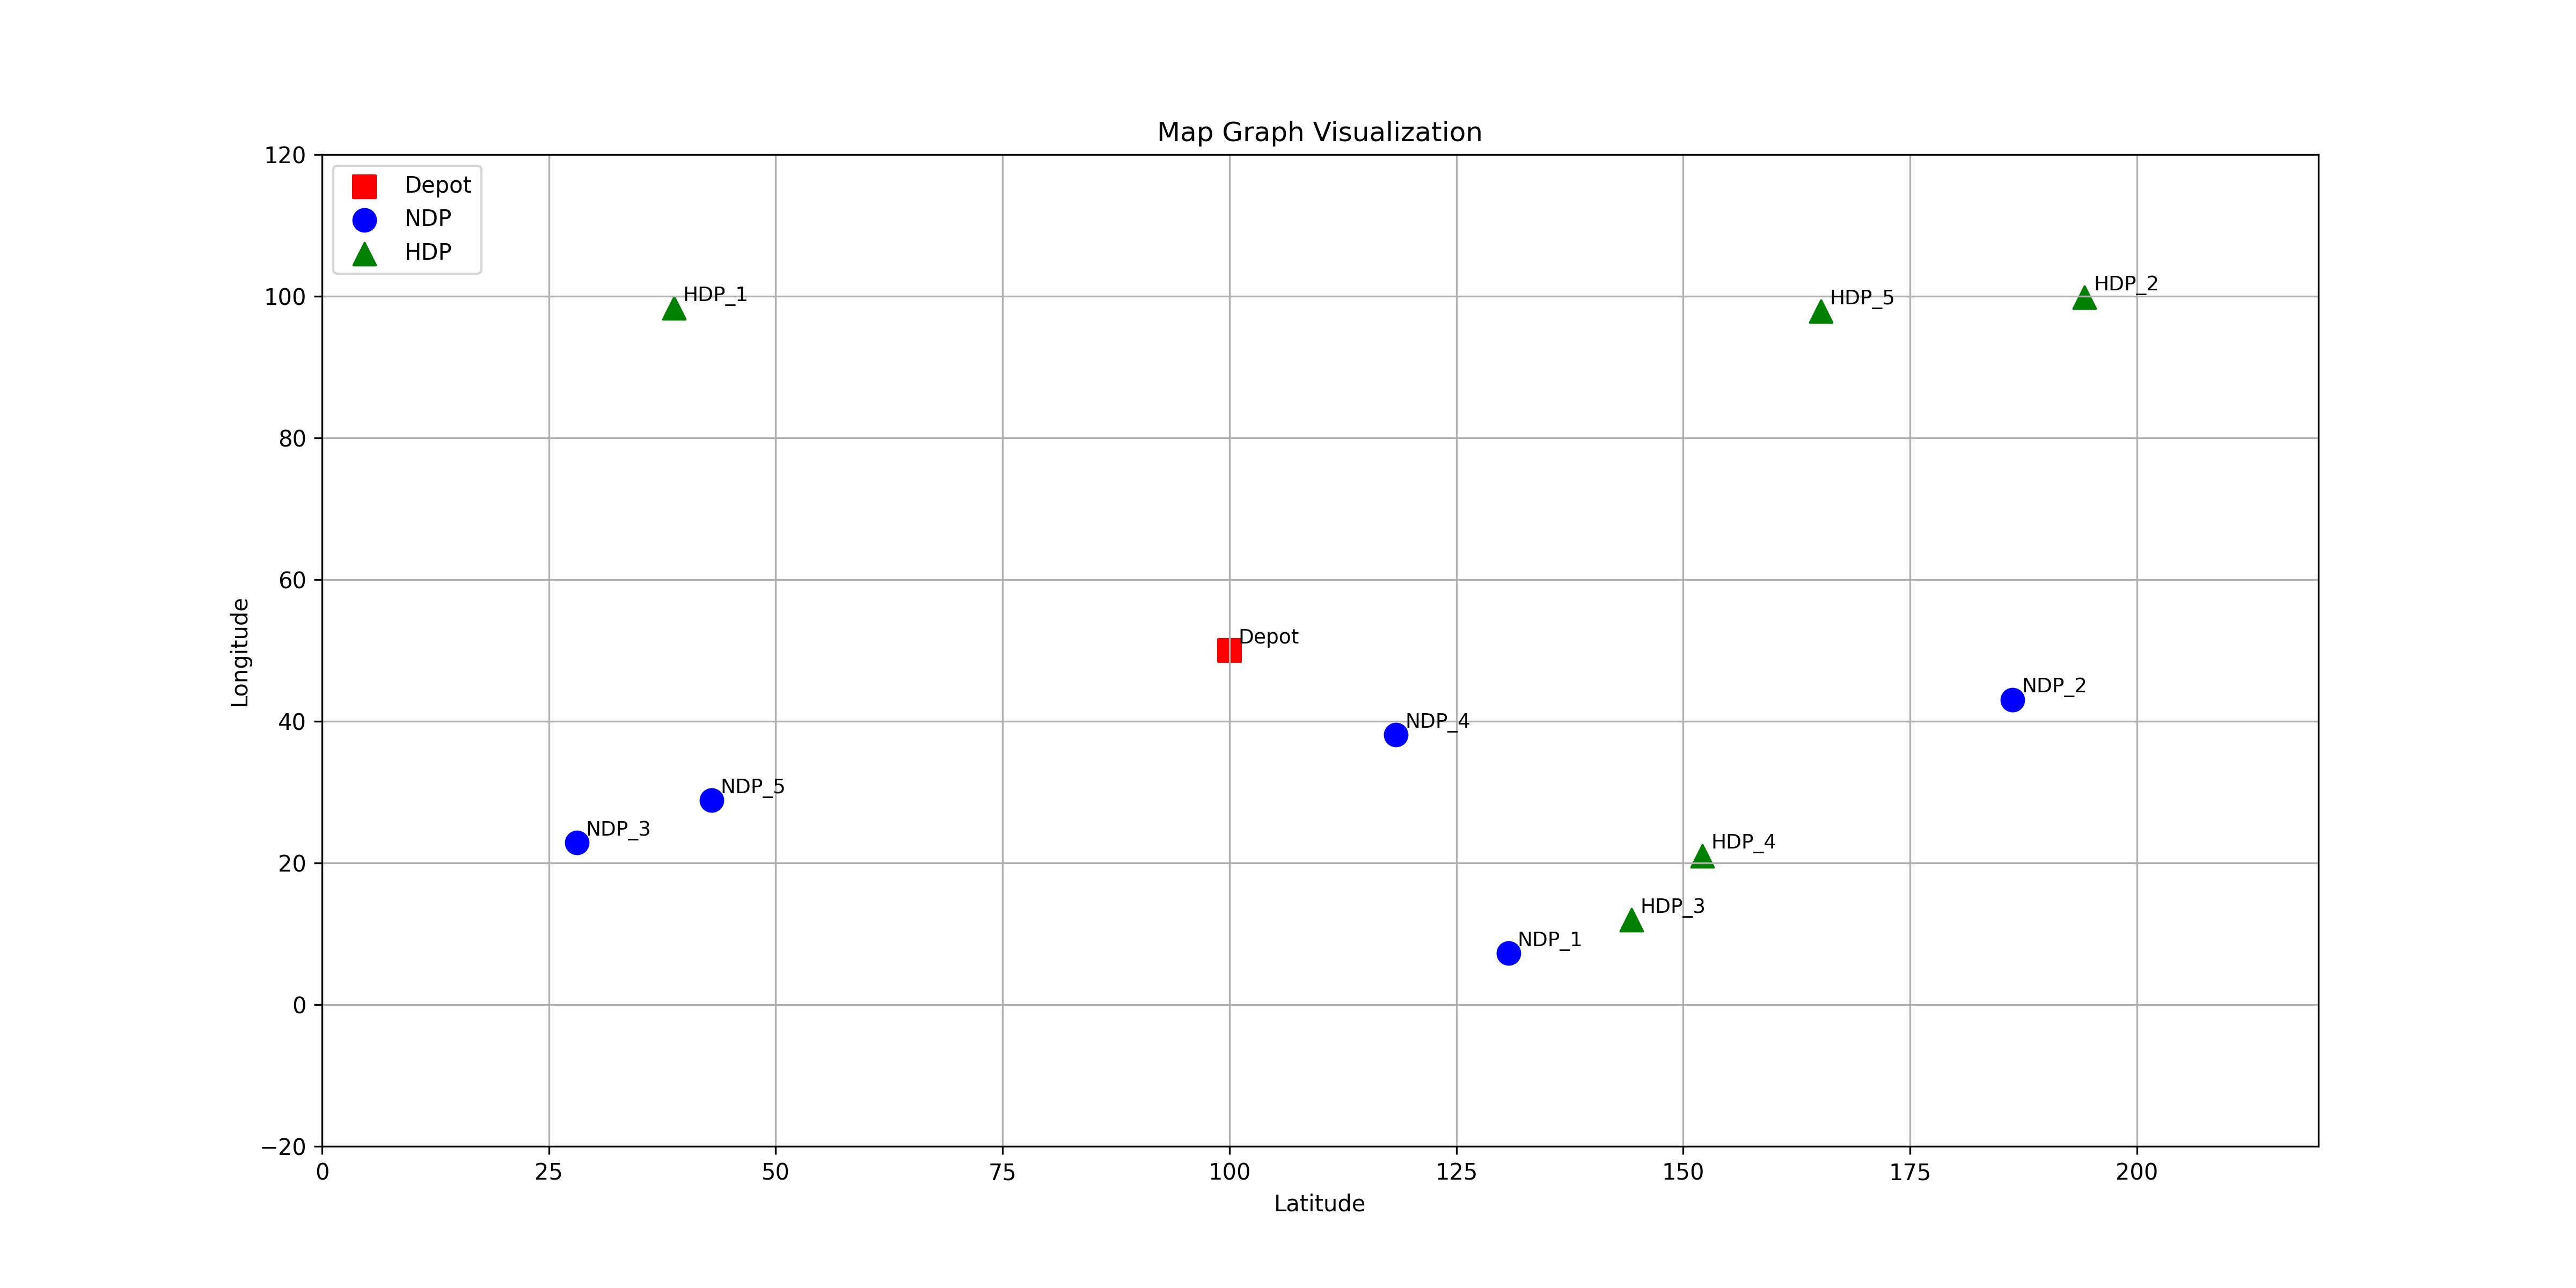 Map Graph Visualization
120
100
80
60
40
20
0
−20
Longitude
Depot
NDP
HDP
HDP_1
HDP_5
HDP_2
Depot
NDP_2
NDP_4
NDP_5
NDP_3
HDP_4
HDP_3
NDP_1
0 25 50 75 100 125 150 175 200
Latitude